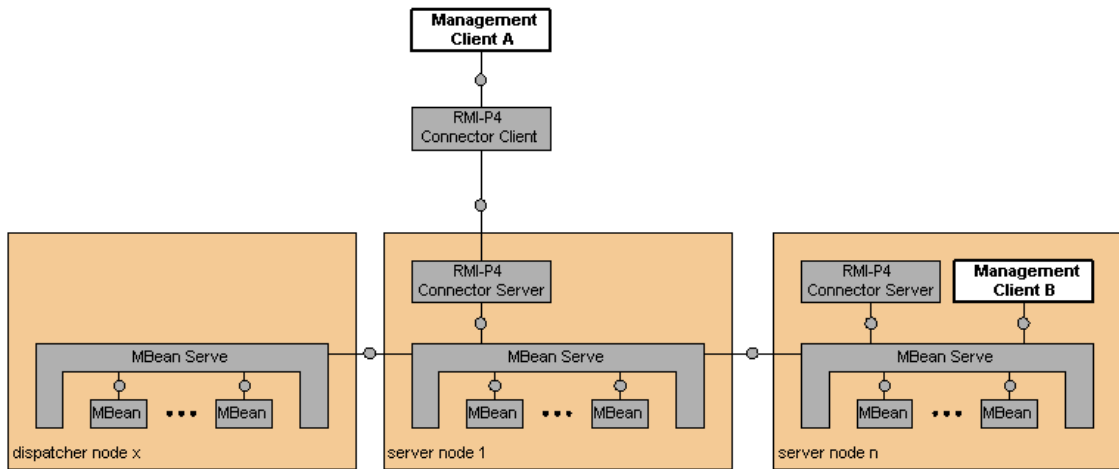 Management
Client A
RMI-P4
Connector Client
RMI-P4
Connector Server
RMI-P4
Connector Server
Management
Client B
MBean Serve
MBean Serve
MBean Serve
MBean
MBean
MBean
MBean
MBean
MBean
dispatcher node x
server node 1
server node n